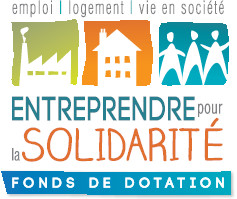 emploi | logement | vie en société
ENTREPRENDRE pour
la SOLIDARITÉ
FONDS DE DOTATION